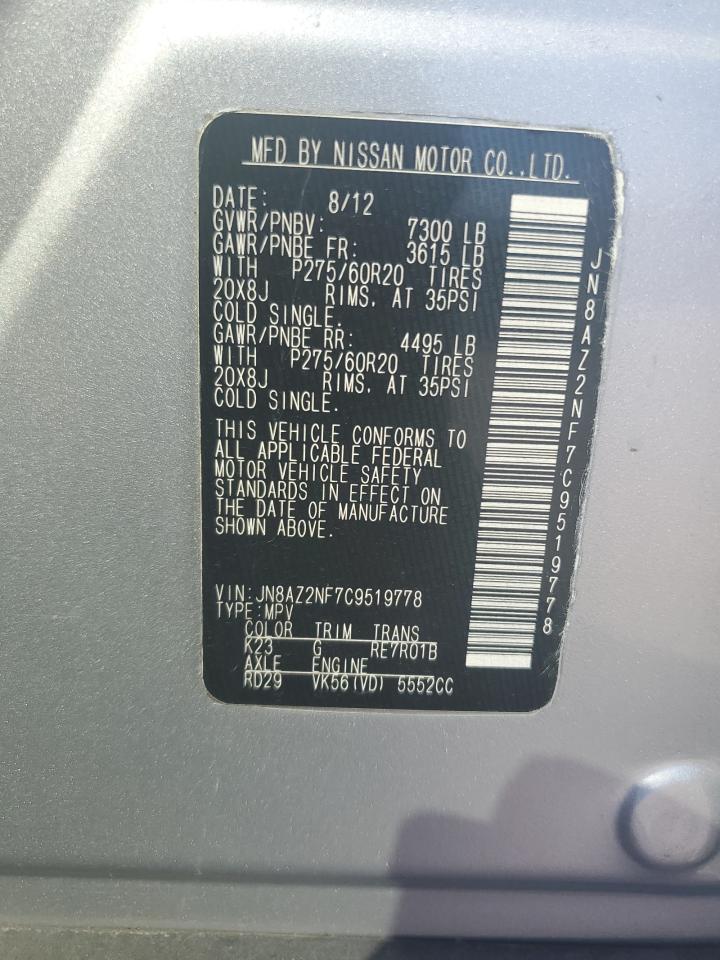 MFD BY NISSAN MOTOR CO.,LTD.
DATE: 8/12
GVWR/PNBV: 7300 LB
GAWR/PNBE FR: 3615 LB
WITH P275/60R20 TIRES
20X8J RIMS, AT 35PSI
COLD SINGLE.
GAWR/PNBE RR: 4495 LB
WITH P275/60R20 TIRES
20X8J RIMS, AT 35PSI
COLD SINGLE.
THIS VEHICLE CONFORMS TO
ALL APPLICABLE FEDERAL
MOTOR VEHICLE SAFETY
STANDARDS IN EFFECT ON
THE DATE OF MANUFACTURE
SHOWN ABOVE.
VIN:JN8AZ2NF7C9519778
TYPE:MPV
COLOR TRIM TRANS
K23 G RE7R01B
AXLE ENGINE
RD29 VK56(VD) 5552CC
JN8AZ2NF7C9519778